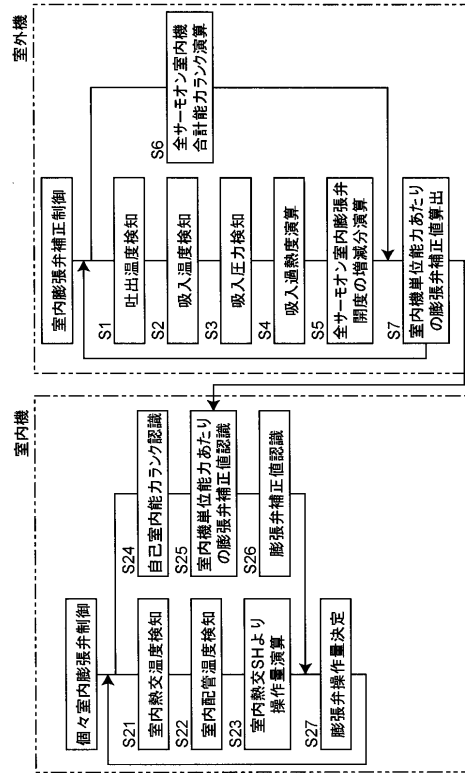 室外機
室内膨張弁補正制御
S1
吐出温度検知
S2
吸入温度検知
S3
吸入圧力検知
S4
吸入過熱度演算
S5
全サーモオン室内膨張弁
開度の増減分演算
S6
全サーモオン室内機
合計能力ランク演算
S7
室内機単位能力あたり
の膨張弁補正値算出
室内機
個々室内膨張弁制御
S21
室内熱交温度検知
S22
室内配管温度検知
S23
室内熱交SHより
操作量演算
S24
自己室内能力ランク認識
S25
室内機単位能力あたり
の膨張弁補正値認識
S26
膨張弁補正値認識
S27
膨張弁操作量決定